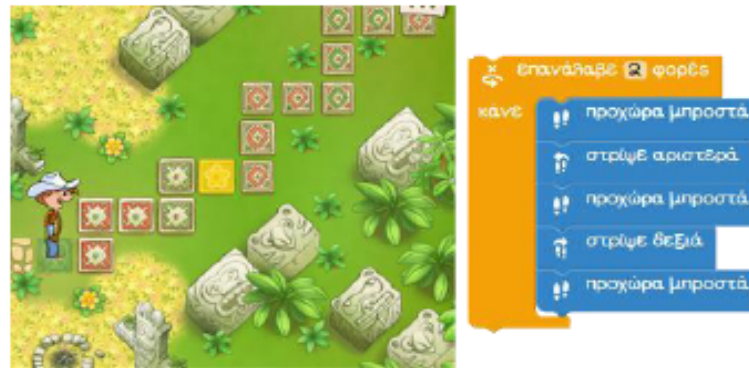 επανάλαβε 2 φορές
κάνε
προχώρα μπροστά
στρίψε αριστερά
προχώρα μπροστά
στρίψε δεξιά
προχώρα μπροστά